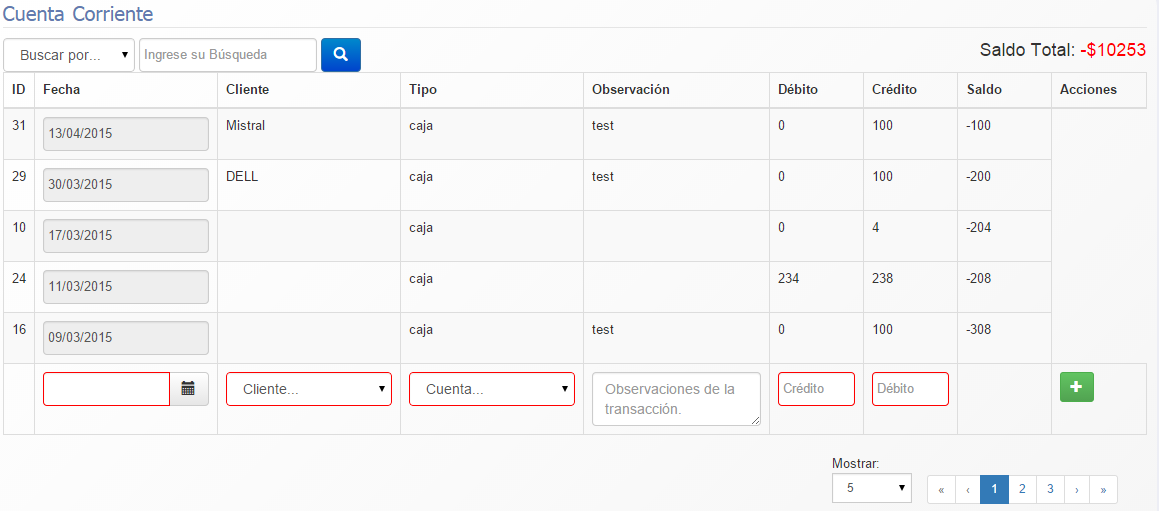 Cuenta Corriente
Buscar por... Ingrese su Búsqueda Saldo Total: -$10253
ID Fecha Cliente Tipo Observación Débito Crédito Saldo Acciones
31 13/04/2015 Mistral caja test 0 100 -100
29 30/03/2015 DELL caja test 0 100 -200
10 17/03/2015 caja 0 4 -204
24 11/03/2015 caja 234 238 -208
16 09/03/2015 caja test 0 100 -308
Cliente... Cuenta... Observaciones de la Crédito Débito
transacción.
Mostrar:
5 « ‹ 1 2 3 › »